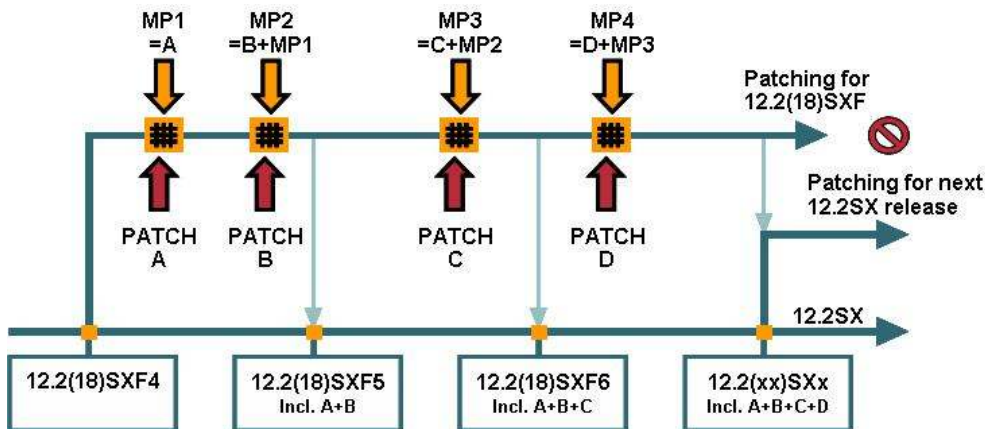 MP1
=A
MP2
=B+MP1
MP3
=C+MP2
MP4
=D+MP3
Patching for
12.2(18)SXF
PATCH
A
PATCH
B
PATCH
C
PATCH
D
Patching for next
12.2SX release
12.2SX
12.2(18)SXF4
12.2(18)SXF5
Incl. A+B
12.2(18)SXF6
Incl. A+B+C
12.2(xx)SXx
Incl. A+B+C+D